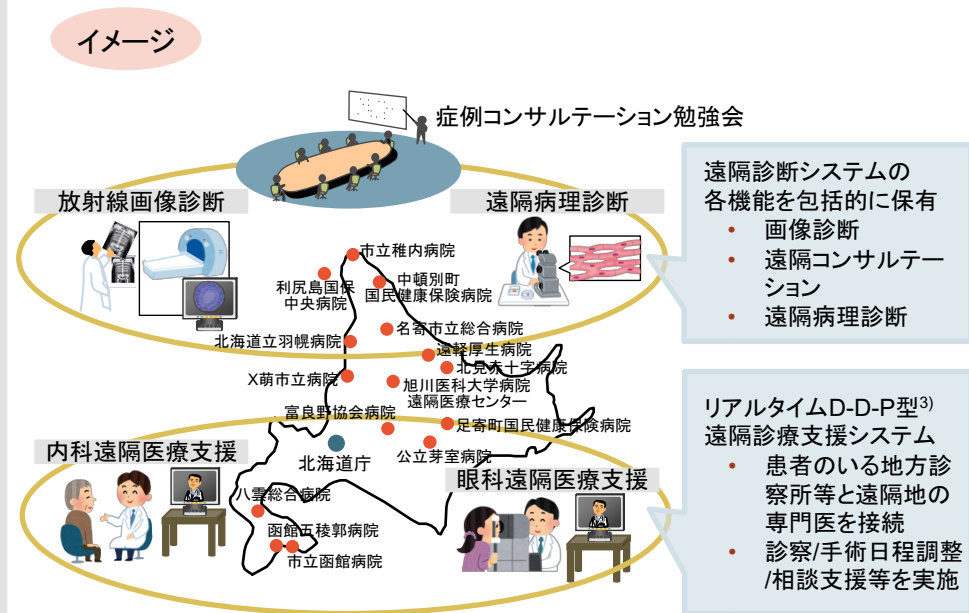 イメージ
症例コンサルテーション勉強会
放射線画像診断
遠隔病理診断
市立稚内病院
利尻島国保
中央病院
中頓別町
国民健康保険病院
名寄市立総合病院
北海道立羽幌病院
遠軽厚生病院
北見赤十字病院
X萌市立病院
旭川医科大学病院
遠隔医療センター
富良野協会病院
足寄町国民健康保険病院
北海道庁
公立芽室病院
内科遠隔医療支援
眼科遠隔医療支援
八雲総合病院
函館五稜郭病院
市立函館病院
遠隔診断システムの
各機能を包括的に保有
• 画像診断
• 遠隔コンサルテー
ション
• 遠隔病理診断
リアルタイムD-D-P型3)
遠隔診療支援システム
• 患者のいる地方診
察所等と遠隔地の
専門医を接続
• 診察/手術日程調整
/相談支援等を実施